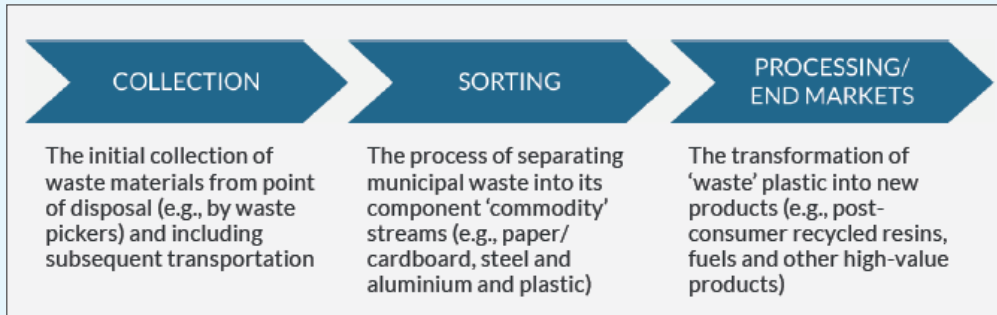 COLLECTION
The initial collection of
waste materials from point
of disposal (e.g., by waste
pickers) and including
subsequent transportation
SORTING
The process of separating
municipal waste into its
component ‘commodity’
streams (e.g., paper/
cardboard, steel and
aluminium and plastic)
PROCESSING/
END MARKETS
The transformation of
‘waste’ plastic into new
products (e.g., post-
consumer recycled resins,
fuels and other high-value
products)